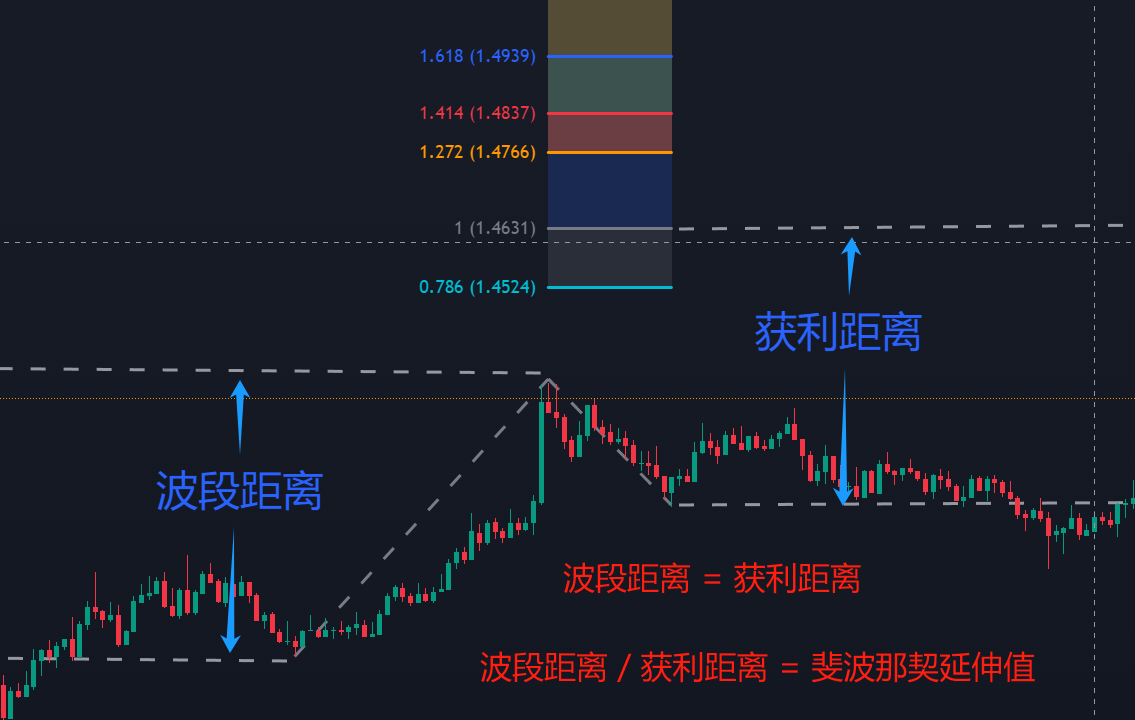 1.618 (1.4939)
1.414 (1.4837)
1.272 (1.4766)
1 (1.4631)
0.786 (1.4524)
获利距离
波段距离
波段距离 = 获利距离
波段距离 / 获利距离 = 斐波那契延伸值